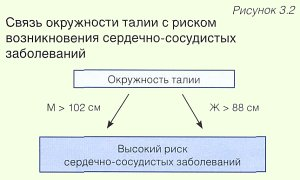 Рисунок 3.2
Связь окружности талии с риском
возникновения сердечно-сосудистых
заболеваний
Окружность талии
М > 102 см
Ж > 88 см
Высокий риск
сердечно-сосудистых заболеваний